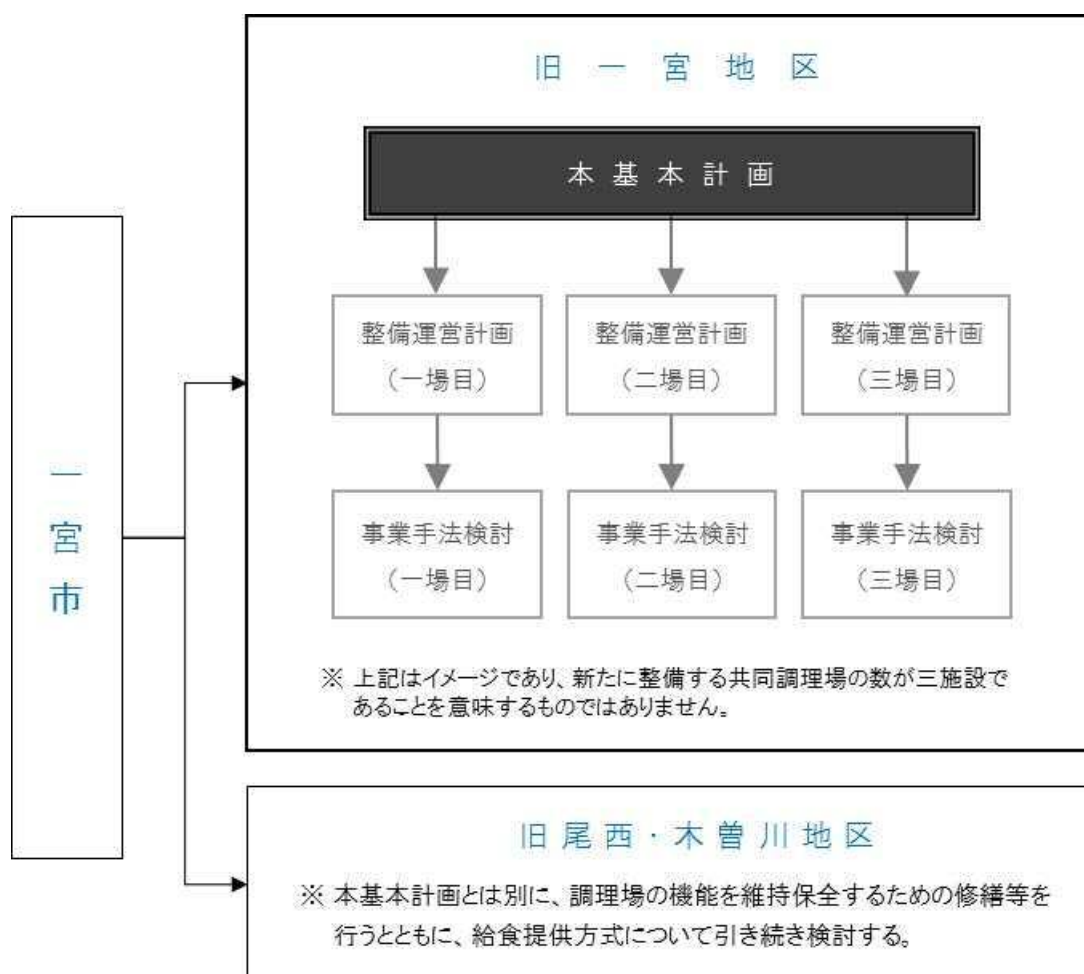 一宮市
旧一宮地区
本基本計画
整備運営計画
（一場目）
整備運営計画
（二場目）
整備運営計画
（三場目）
事業手法検討
（一場目）
事業手法検討
（二場目）
事業手法検討
（三場目）
※ 上記はイメージであり、新たに整備する共同調理場の数が三施設で
あることを意味するものではありません。
旧尾西・木曽川地区
※ 本基本計画とは別に、調理場の機能を維持保全するための修繕等を
行うとともに、給食提供方式について引き続き検討する。